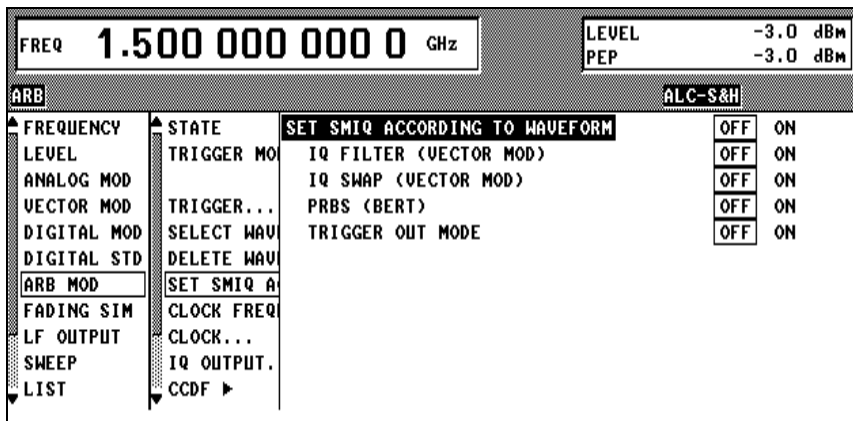 FREQ 1.500 000 000 0 GHz
LEVEL -3.0 dBm
PEP -3.0 dBm
ARB ALC-S&H
FREQUENCY STATE SET SMIQ ACCORDING TO WAVEFORM OFF ON
LEVEL TRIGGER MO IQ FILTER (VECTOR MOD) OFF ON
ANALOG MOD IQ SWAP (VECTOR MOD) OFF ON
VECTOR MOD TRIGGER... PRBS (BERT) OFF ON
DIGITAL MOD SELECT WAV TRIGGER OUT MODE OFF ON
DIGITAL STD DELETE WAV
ARB MOD SET SMIQ A
FADING SIM CLOCK FREQ
LF OUTPUT CLOCK...
SWEEP IQ OUTPUT.
LIST CCDF ▶